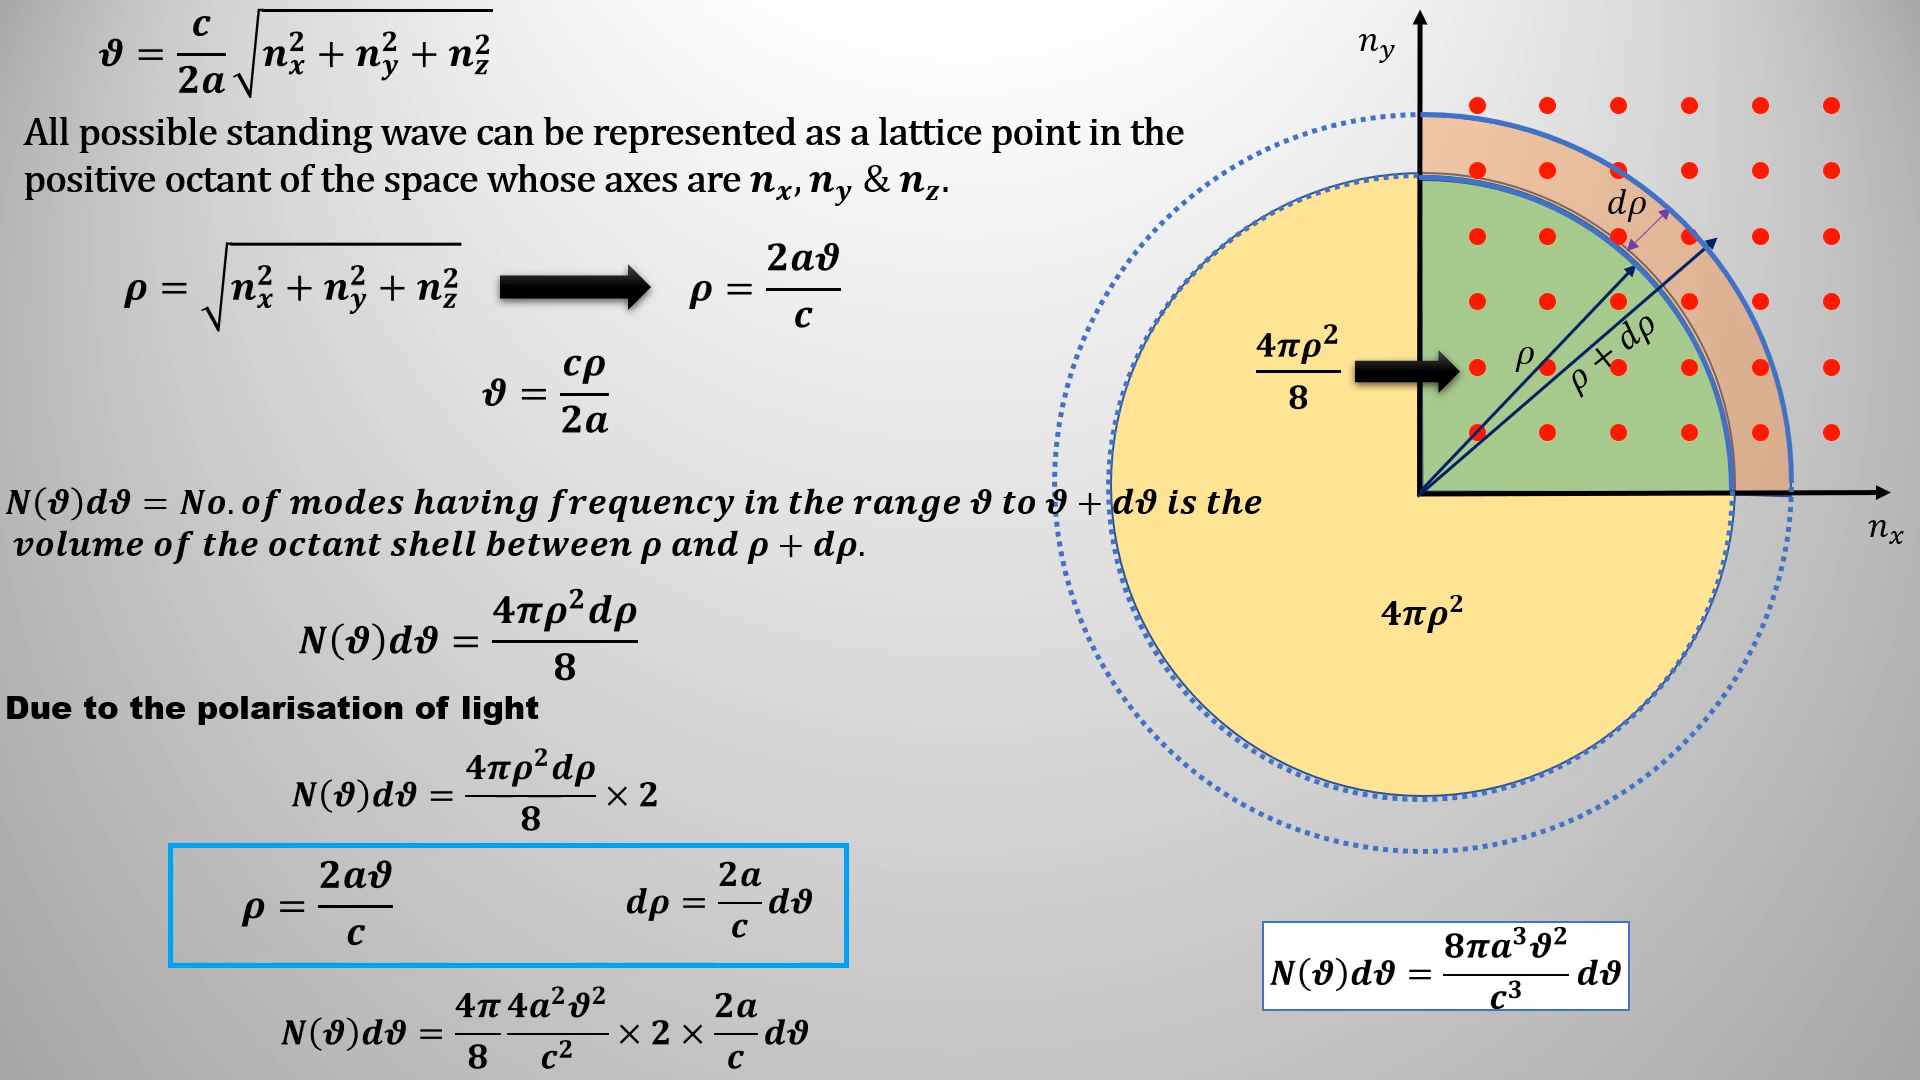 ϑ = c/2a √(nₓ² + n_y² + n_z²)
All possible standing wave can be represented as a lattice point in the
positive octant of the space whose axes are nₓ, n_y & n_z.
ρ = √(nₓ² + n_y² + n_z²)
ρ = 2aϑ/c
ϑ = cρ/2a
N(ϑ)dϑ = No. of modes having frequency in the range ϑ to ϑ + dϑ is the
volume of the octant shell between ρ and ρ + dρ.
N(ϑ)dϑ = 4πρ²dρ/8
Due to the polarisation of light
N(ϑ)dϑ = 4πρ²dρ/8 × 2
ρ = 2aϑ/c
dρ = 2a/c dϑ
N(ϑ)dϑ = 4π/8 4a²ϑ²/c² × 2 × 2a/c dϑ
n_y
dρ
ρ
ρ + dρ
4πρ²/8
nₓ
4πρ²
N(ϑ)dϑ = 8πa³ϑ²/c³ dϑ